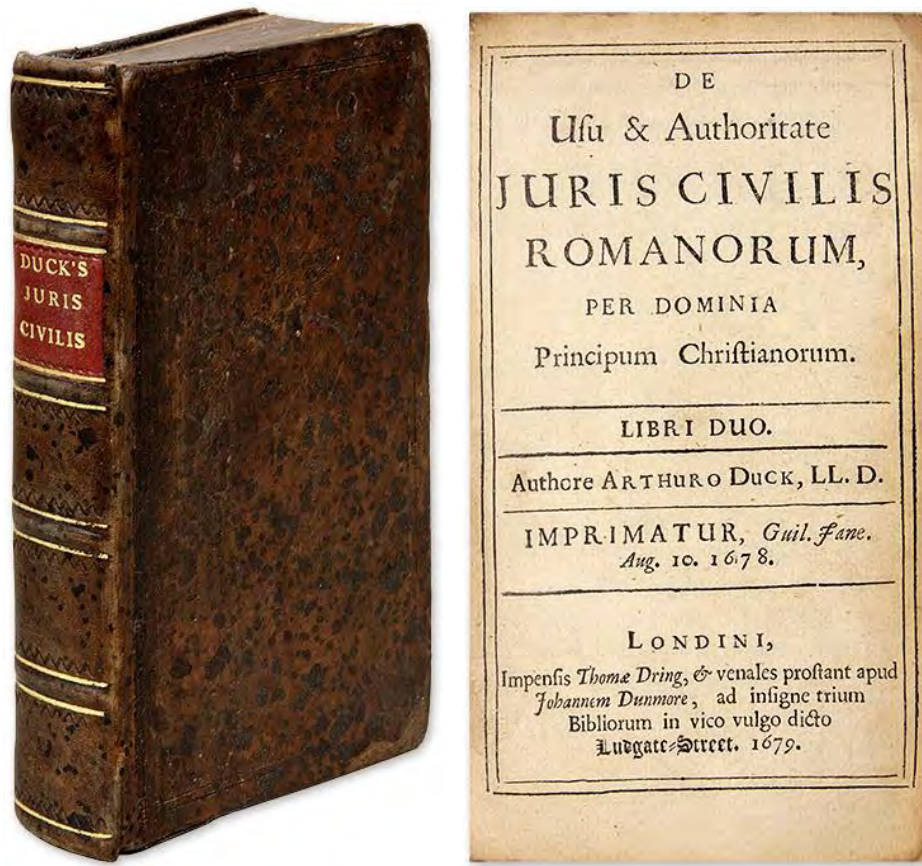 DUCK'S
JURIS
CIVILIS
DE
Uſu & Authoritate
JURIS CIVILIS
ROMANORUM,
PER DOMINIA
Principum Chriſtianorum.
LIBRI DUO.
Authore ARTHURO DUCK, LL. D.
IMPRIMATUR, Guil. Jane.
Aug. 10. 1678.
LONDINI,
Impenſis Thomæ Dring, & venales proſtant apud
Johannem Dunmore, ad inſigne trium
Bibliorum in vico vulgo dicto
Ludgate-Street. 1679.